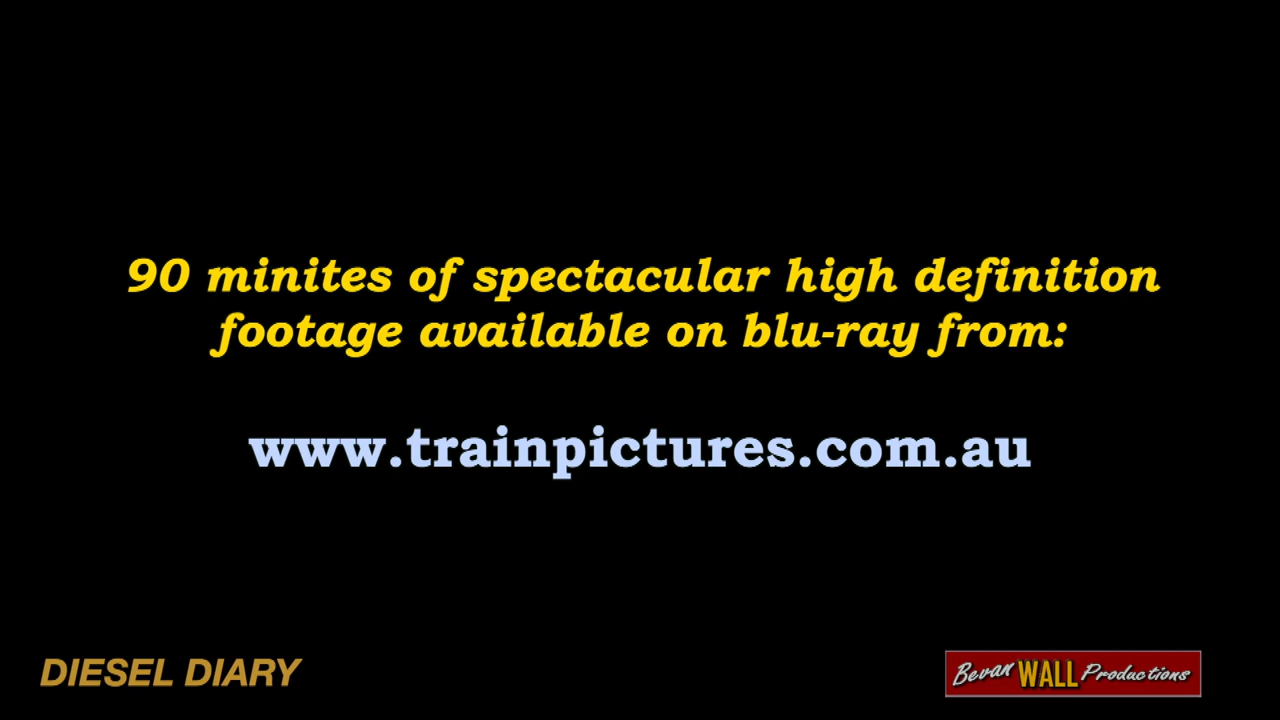 90 minites of spectacular high definition
footage available on blu-ray from:
www.trainpictures.com.au
DIESEL DIARY
Bevan WALL Productions